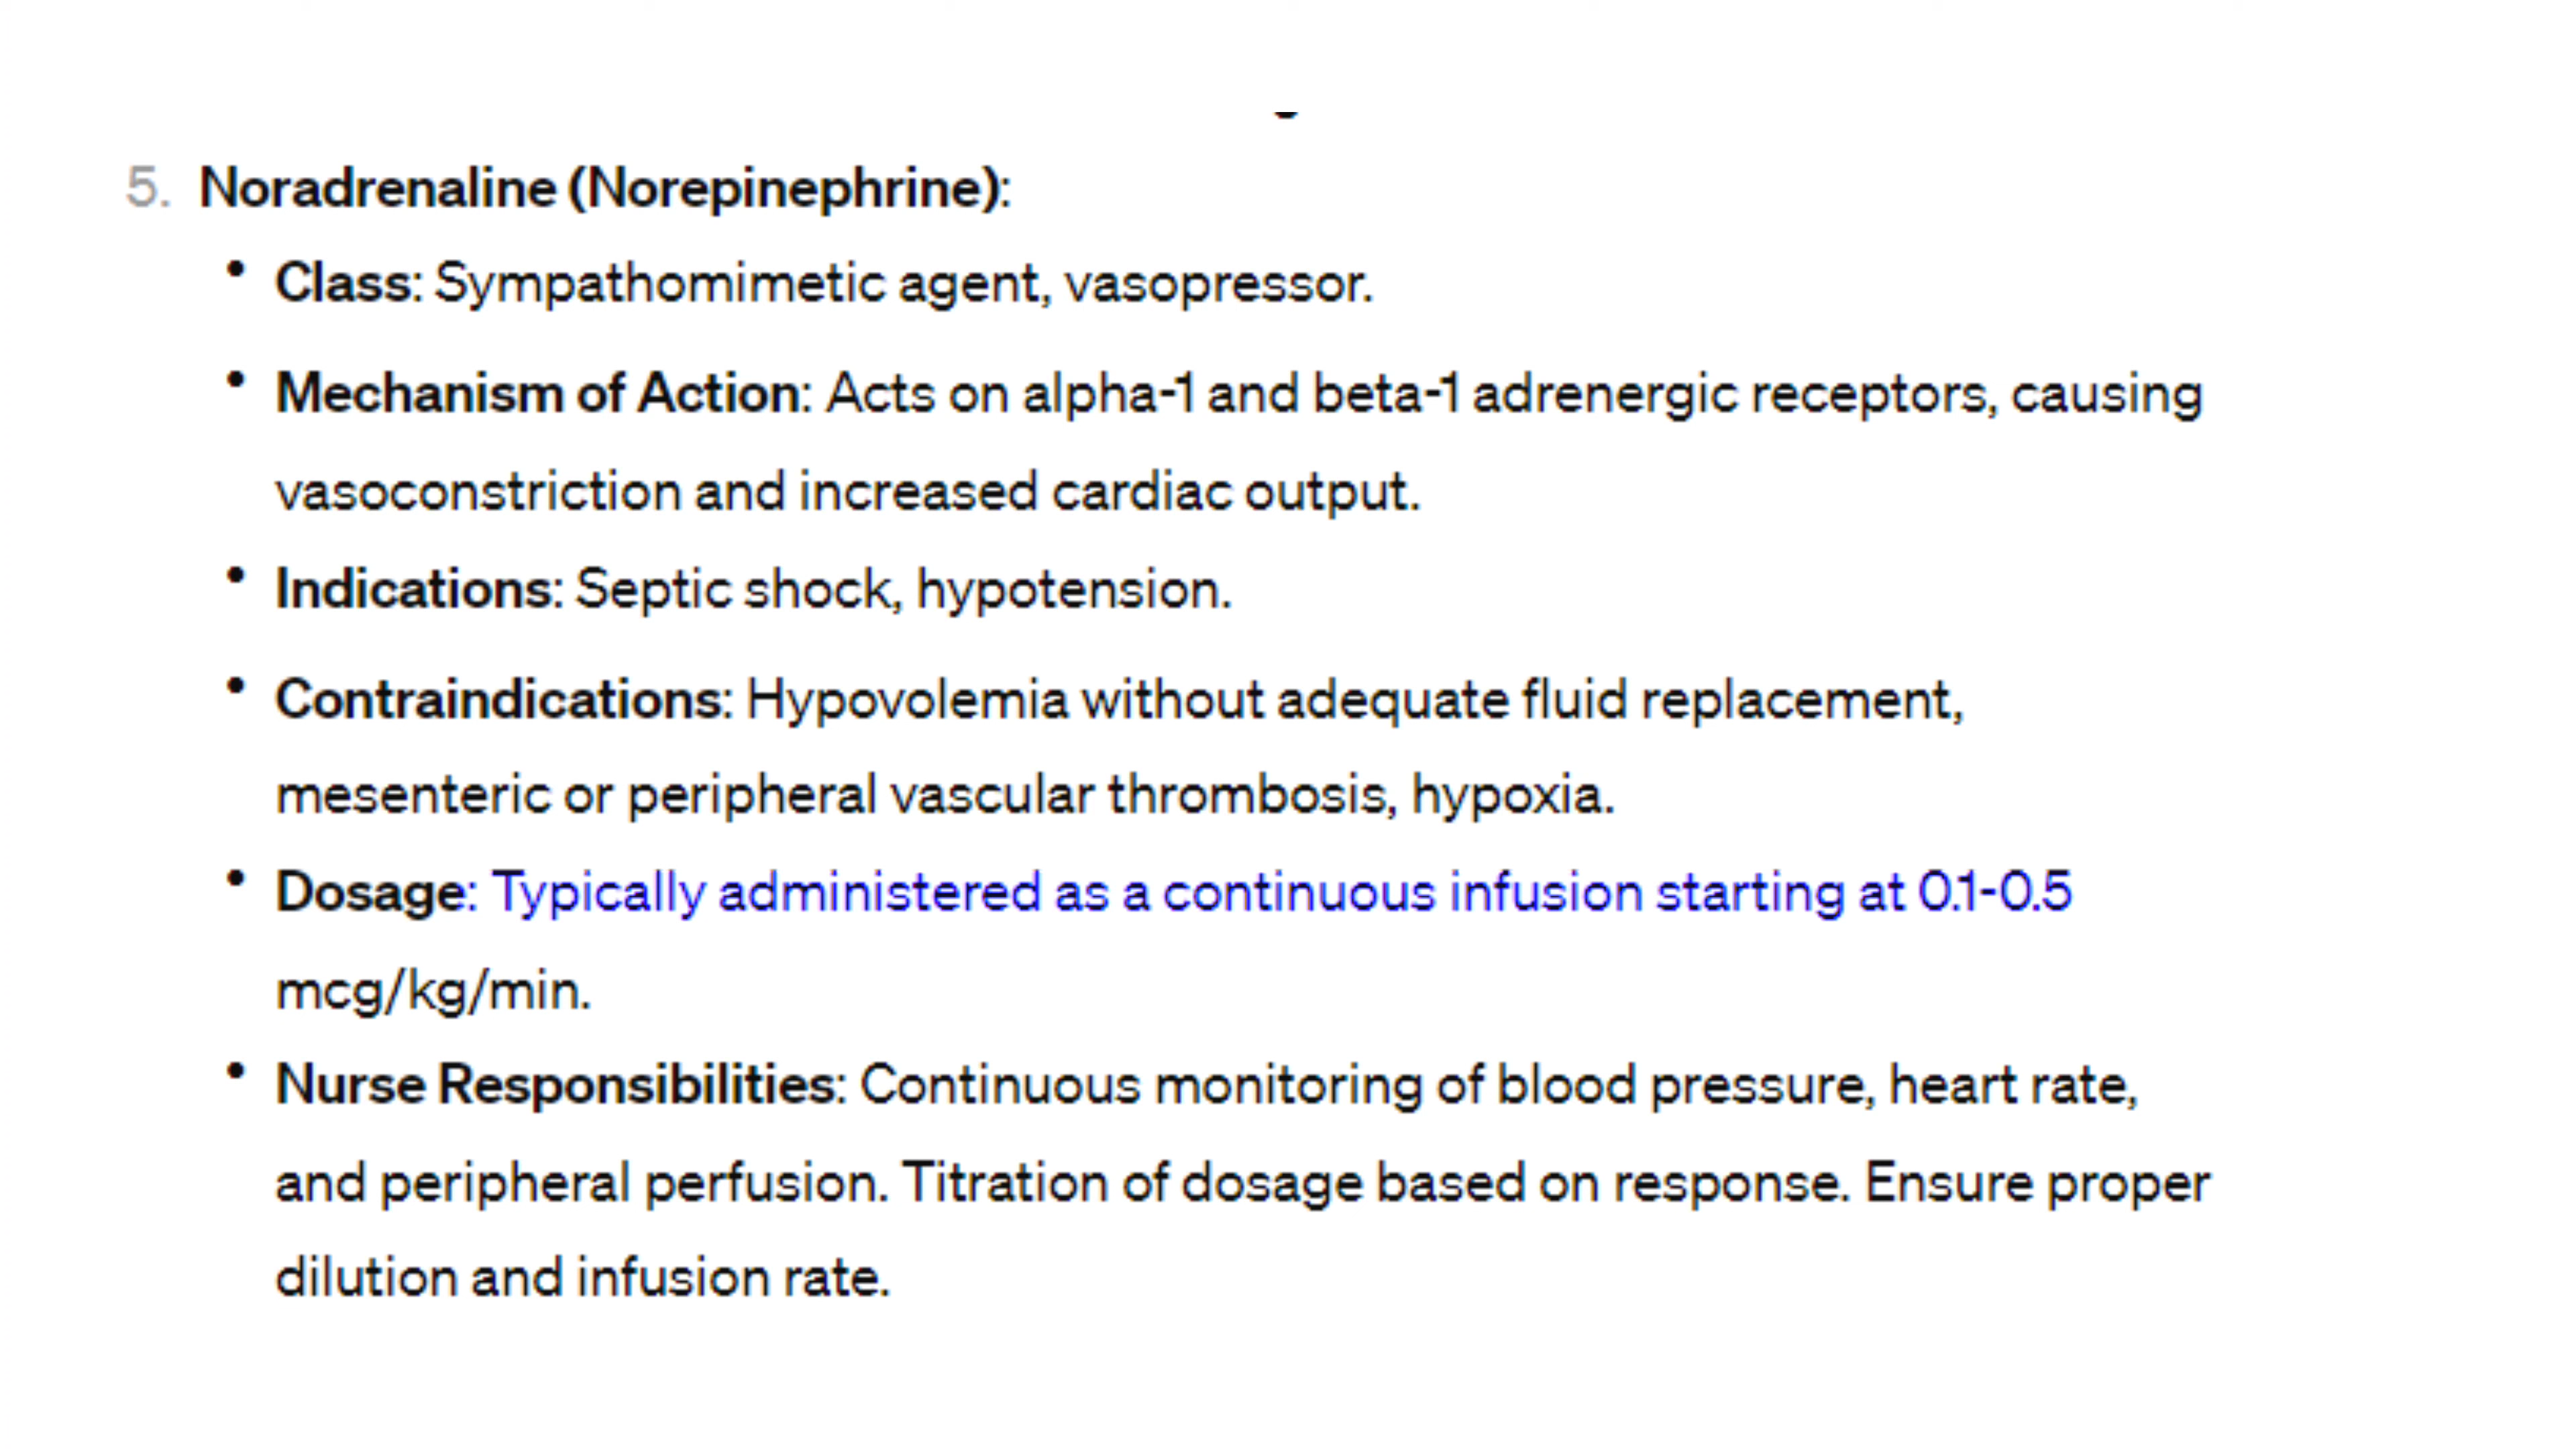 5. Noradrenaline (Norepinephrine):
• Class: Sympathomimetic agent, vasopressor.
• Mechanism of Action: Acts on alpha-1 and beta-1 adrenergic receptors, causing
vasoconstriction and increased cardiac output.
• Indications: Septic shock, hypotension.
• Contraindications: Hypovolemia without adequate fluid replacement,
mesenteric or peripheral vascular thrombosis, hypoxia.
• Dosage: Typically administered as a continuous infusion starting at 0.1-0.5
mcg/kg/min.
• Nurse Responsibilities: Continuous monitoring of blood pressure, heart rate,
and peripheral perfusion. Titration of dosage based on response. Ensure proper
dilution and infusion rate.